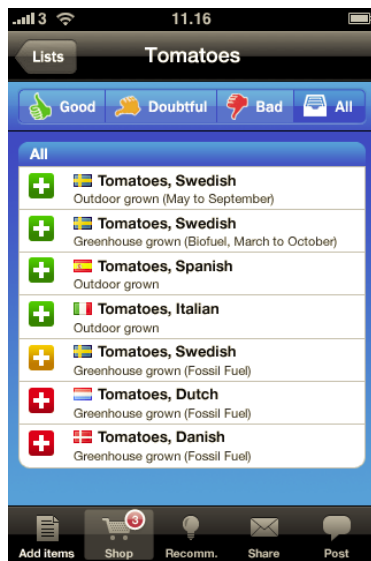 3 11.16
Lists Tomatoes
Good Doubtful Bad All
All
Tomatoes, Swedish
Outdoor grown (May to September)
Tomatoes, Swedish
Greenhouse grown (Biofuel, March to October)
Tomatoes, Spanish
Outdoor grown
Tomatoes, Italian
Outdoor grown
Tomatoes, Swedish
Greenhouse grown (Fossil Fuel)
Tomatoes, Dutch
Greenhouse grown (Fossil Fuel)
Tomatoes, Danish
Greenhouse grown (Fossil Fuel)
3
Add items Shop Recomm. Share Post